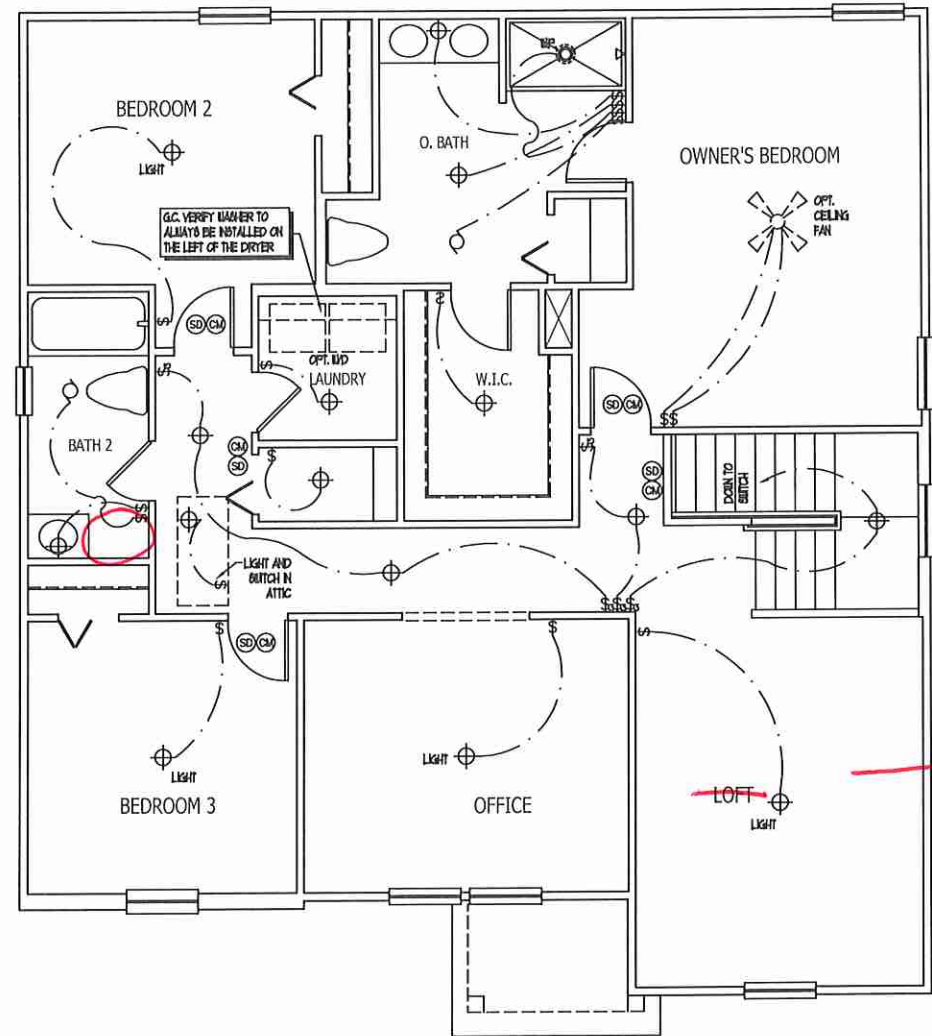 BEDROOM 2
LIGHT
O. BATH
OWNER'S BEDROOM
OPT.
CEILING
FAN
G.C. VERIFY WASHER TO
ALWAYS BE INSTALLED ON
THE LEFT OF THE DRYER
SD CM
OPT. W/D
LAUNDRY
W.I.C.
SD CM
BATH 2
CM
SD
SD
CM
DOWN TO
SWITCH
LIGHT AND
SWITCH IN
ATTIC
SD CM
LIGHT
BEDROOM 3
LIGHT
OFFICE
LOFT
LIGHT